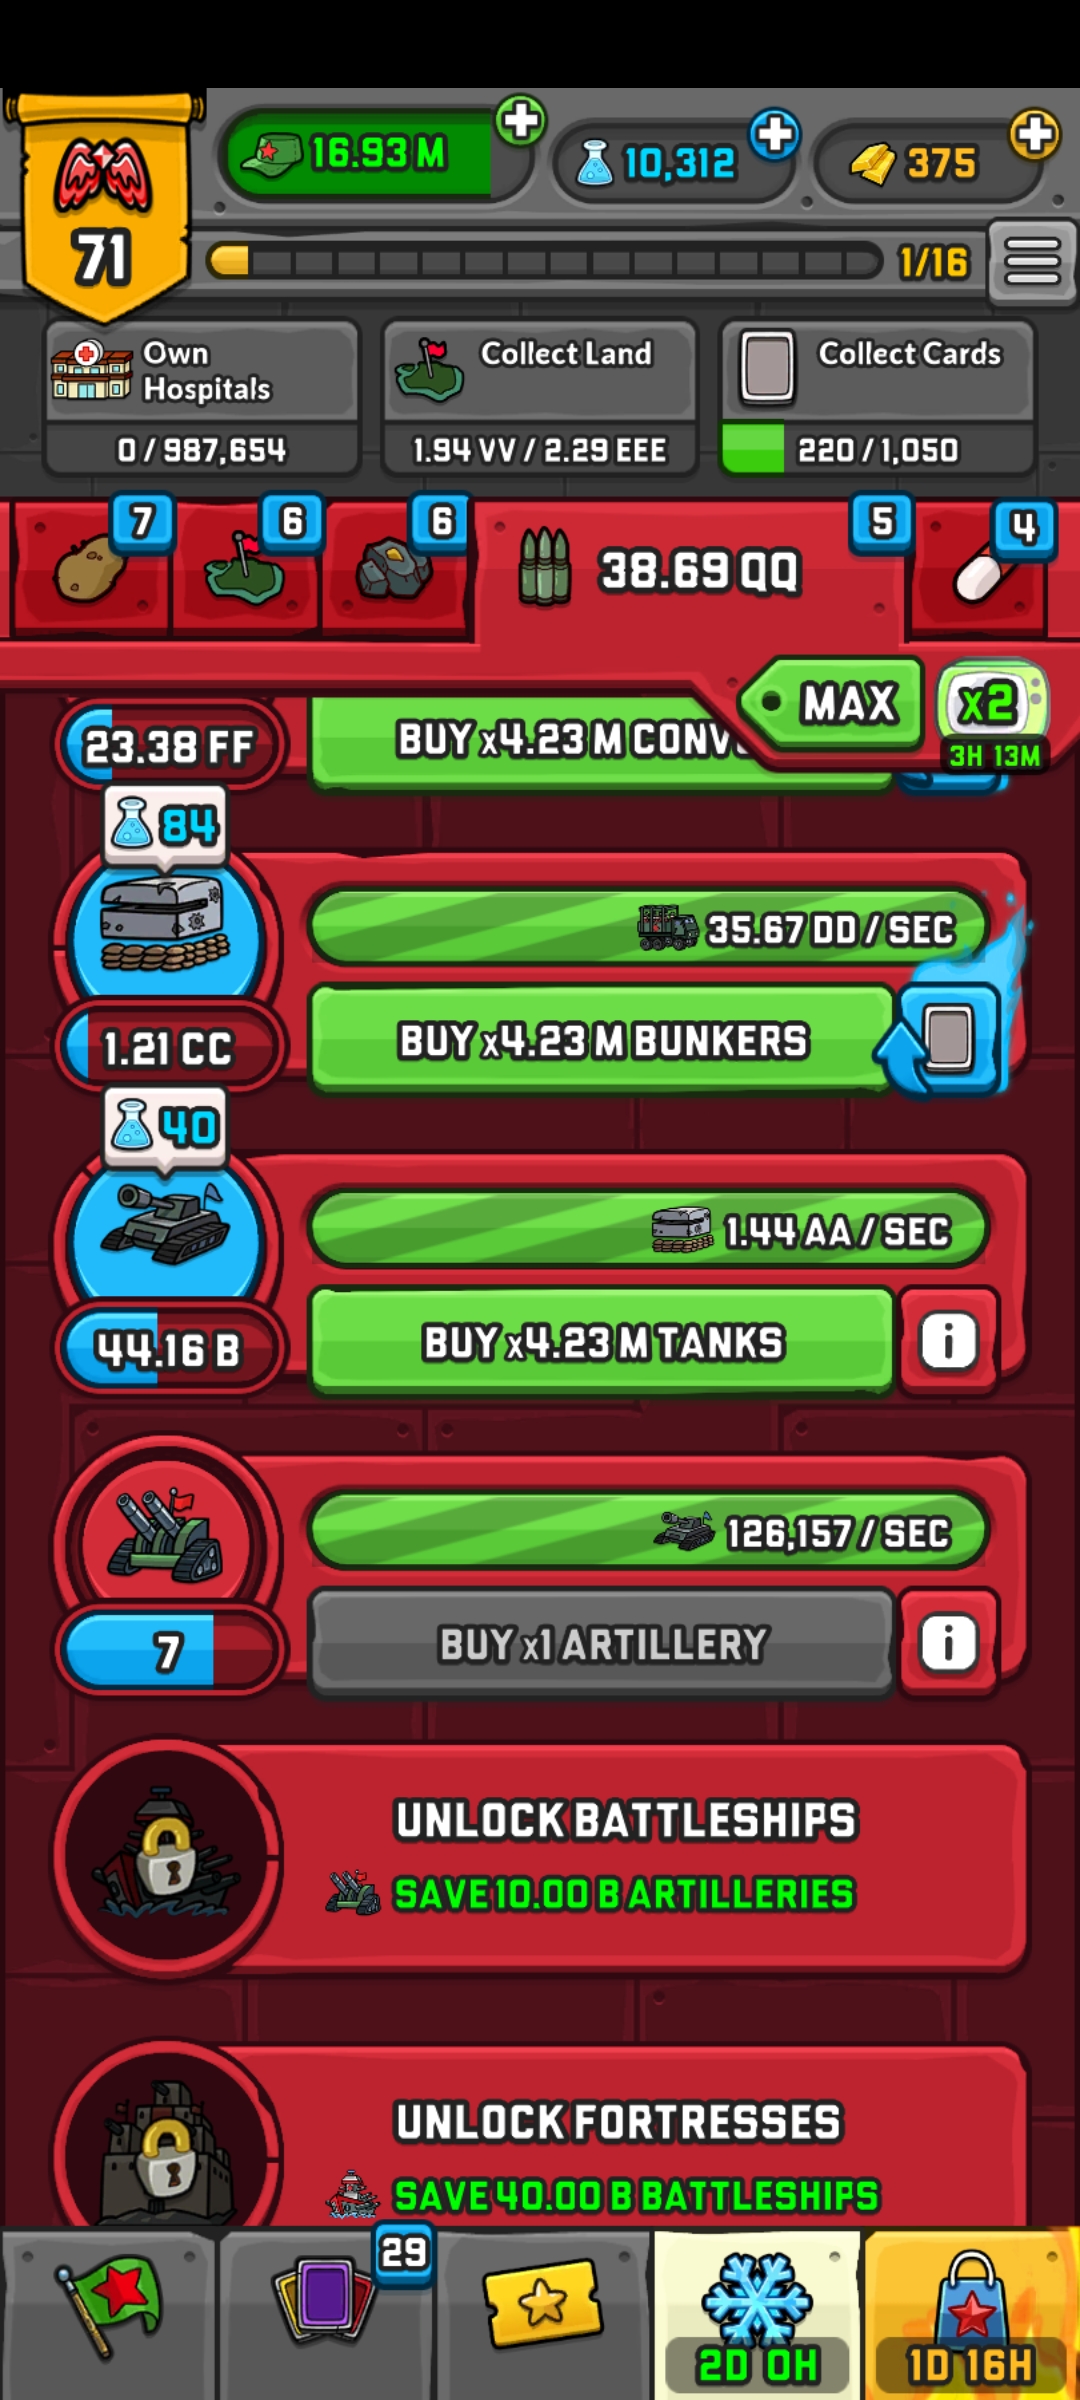 16.93 M
10,312
375
71
1/16
Own
Hospitals
0 / 987,654
Collect Land
1.94 VV / 2.29 EEE
Collect Cards
220 / 1,050
7
6
6
38.69 QQ
5
4
MAX
x2
3H 13M
23.38 FF
BUY x4.23 M CONV
84
35.67 DD / SEC
1.21 CC
BUY x4.23 M BUNKERS
40
1.44 AA / SEC
44.16 B
BUY x4.23 M TANKS
i
126,157 / SEC
7
BUY x1 ARTILLERY
i
UNLOCK BATTLESHIPS
SAVE 10.00 B ARTILLERIES
UNLOCK FORTRESSES
SAVE 40.00 B BATTLESHIPS
29
2D 0H
1D 16H